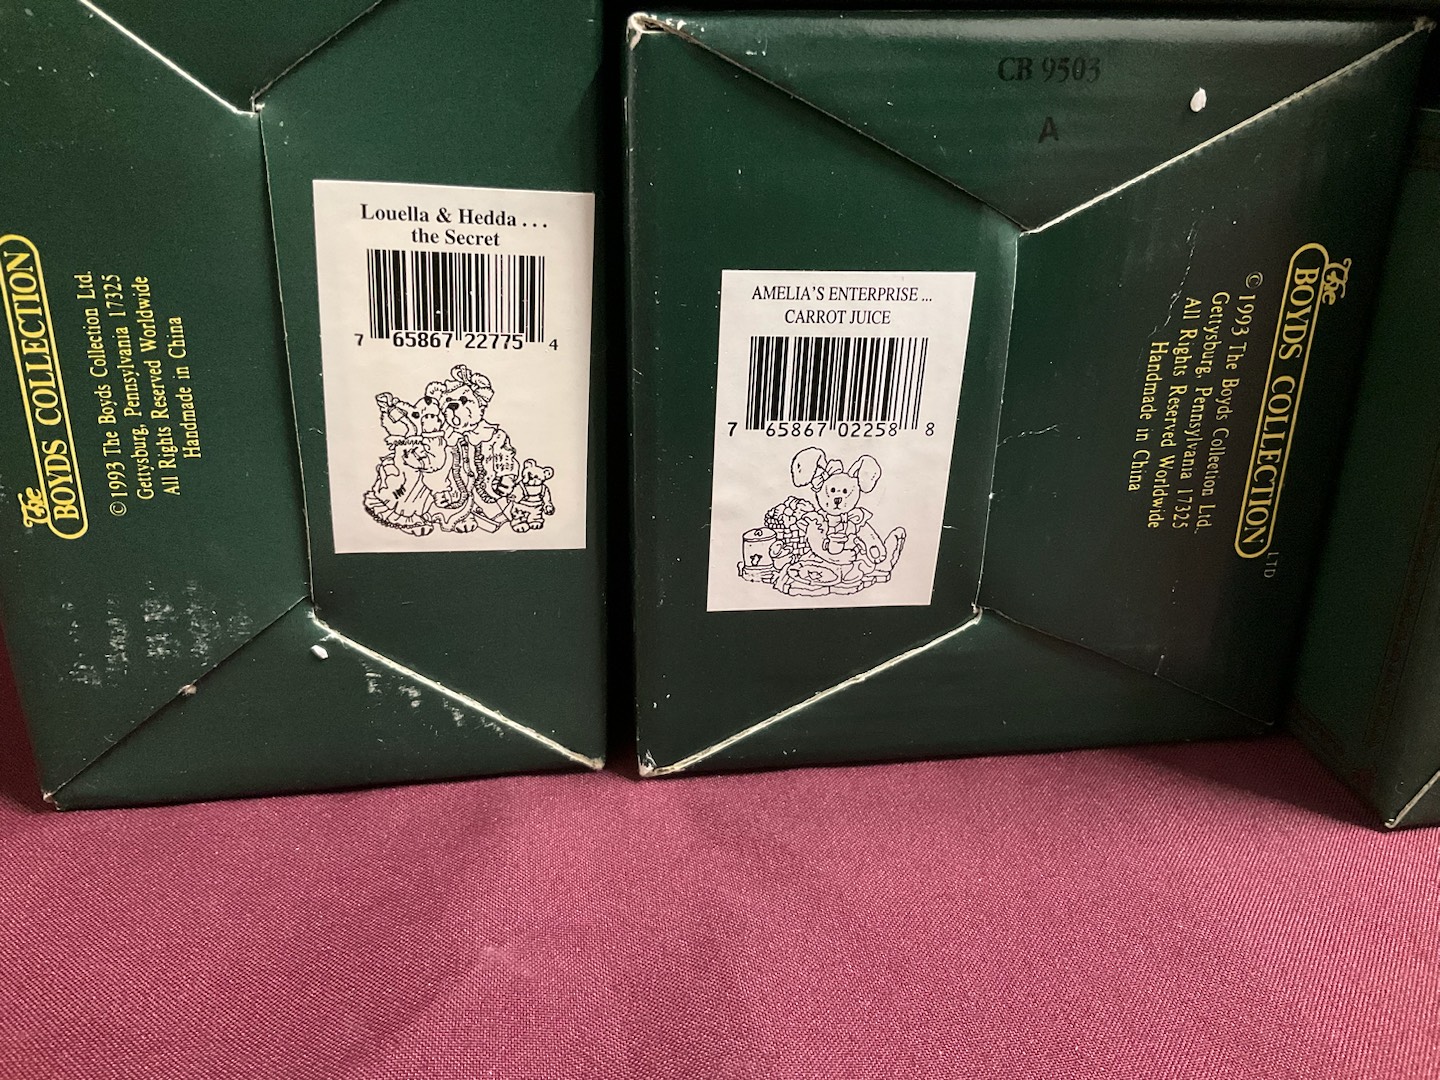 The
BOYDS COLLECTION
©1993 The Boyds Collection Ltd.
Gettysburg, Pennsylvania 17325
All Rights Reserved Worldwide
Handmade in China
Louella & Hedda . . .
the Secret
7 65867 22775 4
CB 9503
A
AMELIA'S ENTERPRISE ...
CARROT JUICE
7 65867 02258 8
The
BOYDS COLLECTION
LTD
© 1993 The Boyds Collection Ltd.
Gettysburg, Pennsylvania 17325
All Rights Reserved Worldwide
Handmade in China